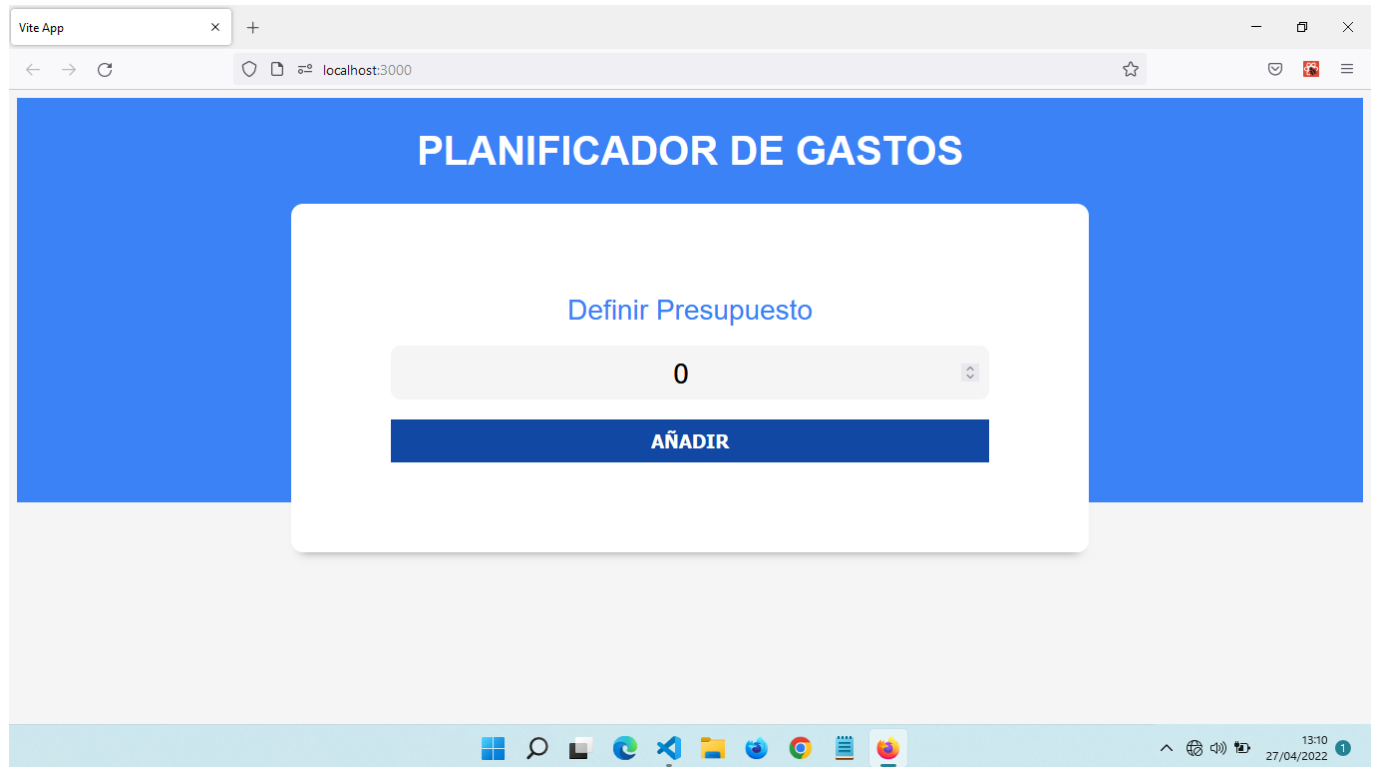 Vite App
localhost:3000
PLANIFICADOR DE GASTOS
Definir Presupuesto
0
AÑADIR
13:10
27/04/2022
1